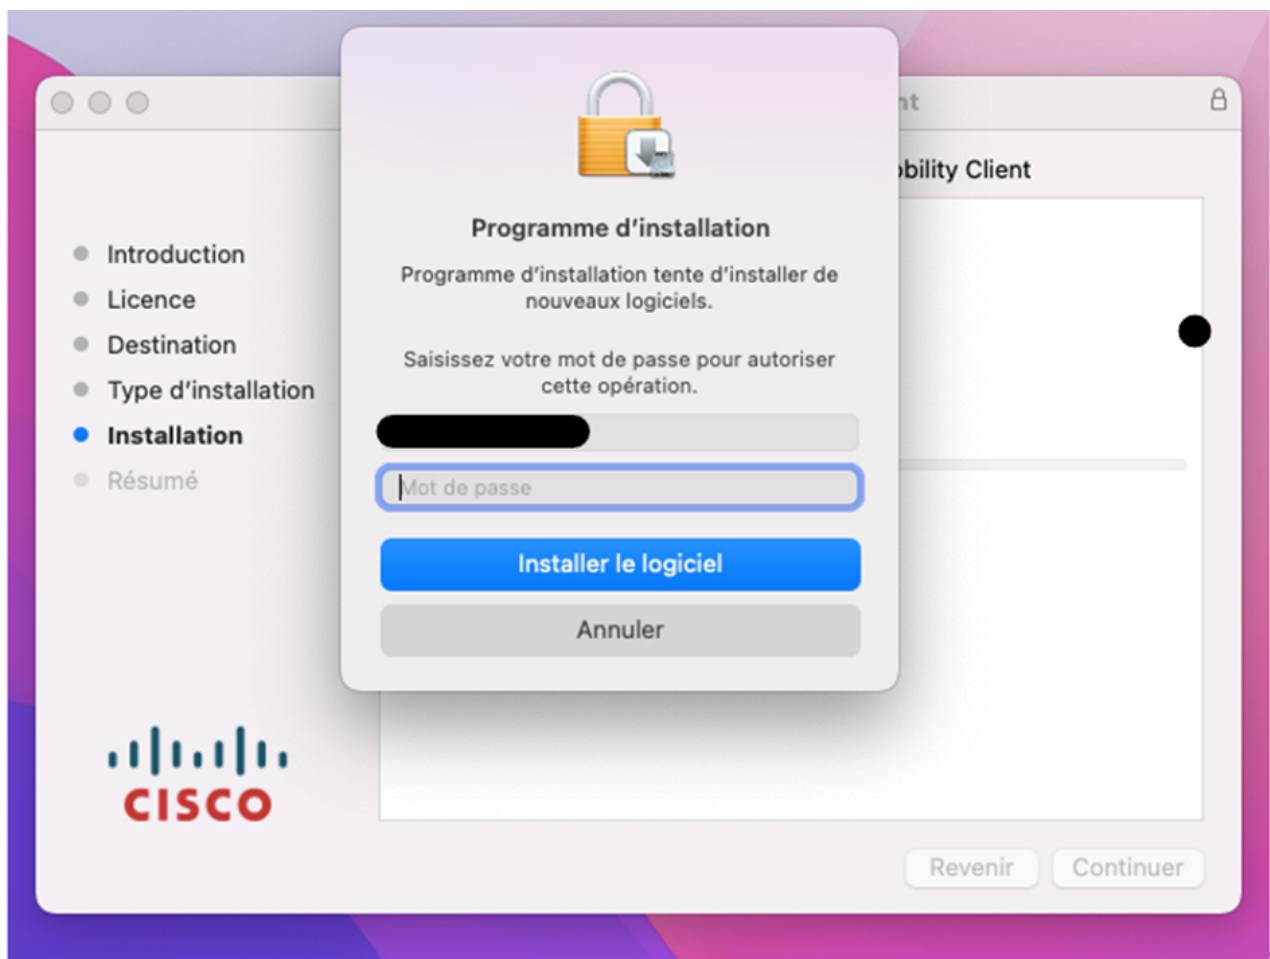 Programme d'installation
Programme d'installation tente d'installer de
nouveaux logiciels.
Saisissez votre mot de passe pour autoriser
cette opération.
Mot de passe
Installer le logiciel
Annuler
Client
Introduction
Licence
Destination
Type d'installation
Installation
Résumé
CISCO
Revenir
Continuer